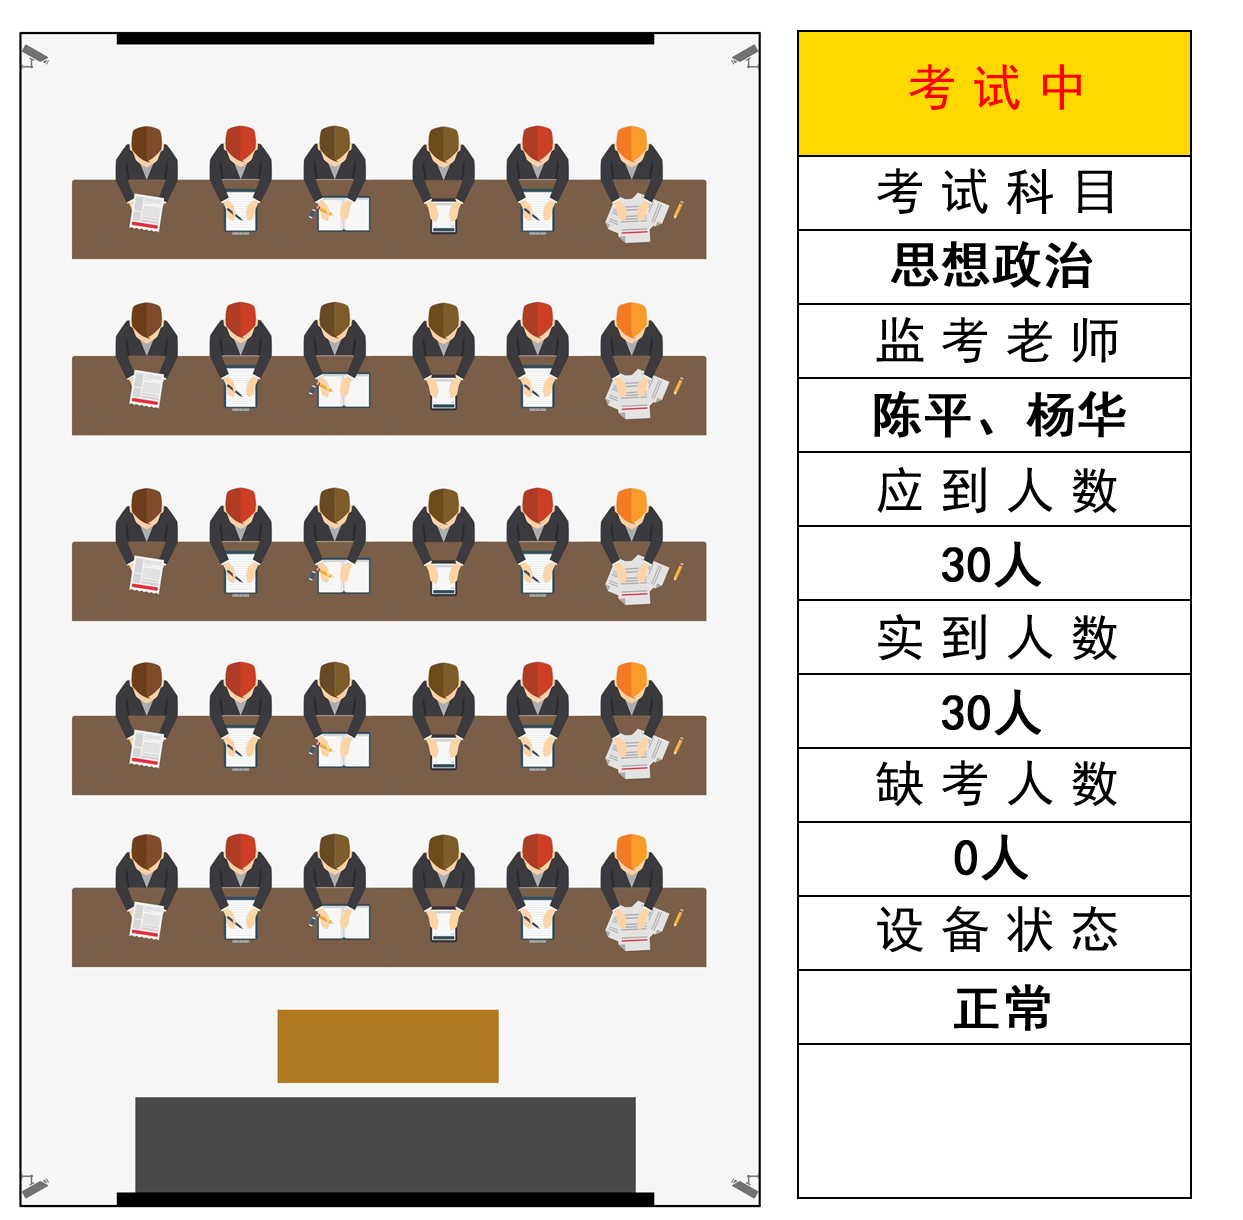 考试中
考试科目
思想政治
监考老师
陈平、杨华
应到人数
30人
实到人数
30人
缺考人数
0人
设备状态
正常